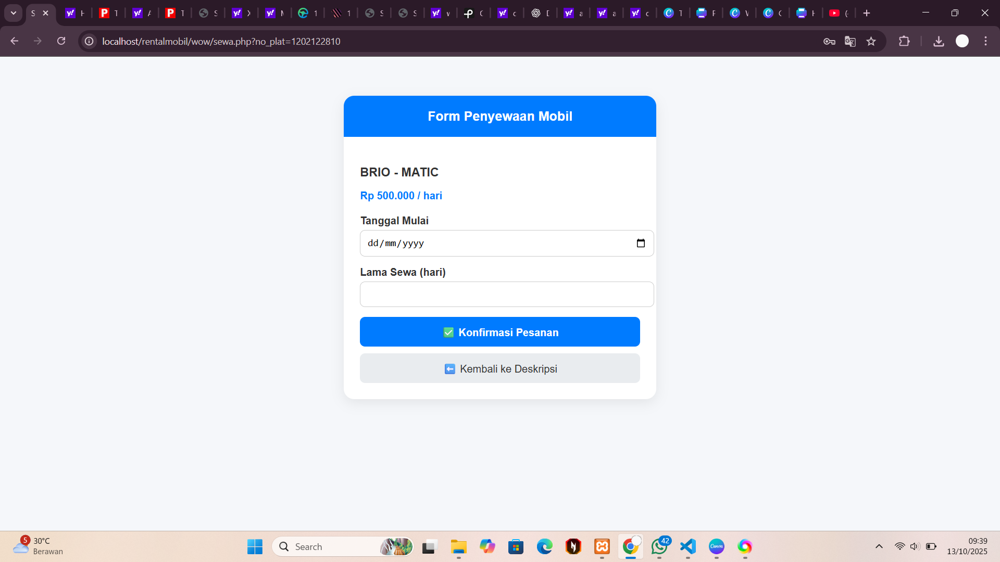 localhost/rentalmobil/wow/sewa.php?no_plat=1202122810
Form Penyewaan Mobil
BRIO - MATIC
Rp 500.000 / hari
Tanggal Mulai
dd/mm/yyyy
Lama Sewa (hari)
✅ Konfirmasi Pesanan
⬅ Kembali ke Deskripsi
5
30°C
Berawan
Search
42
Canva
09:39
13/10/2025